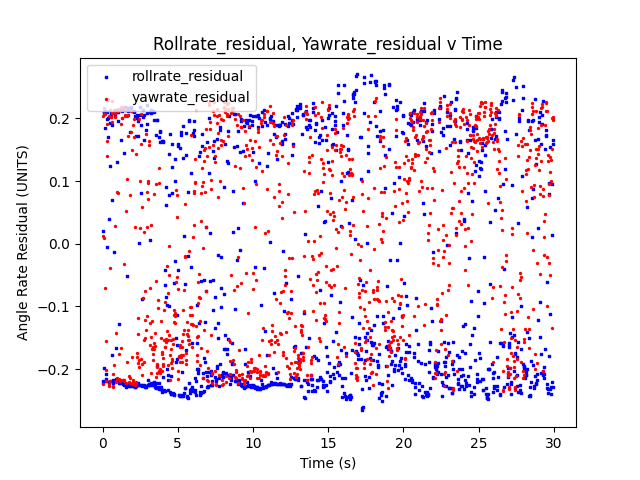 Rollrate_residual, Yawrate_residual v Time
rollrate_residual
yawrate_residual
0.2
0.1
0.0
−0.1
−0.2
Angle Rate Residual (UNITS)
0 5 10 15 20 25 30
Time (s)